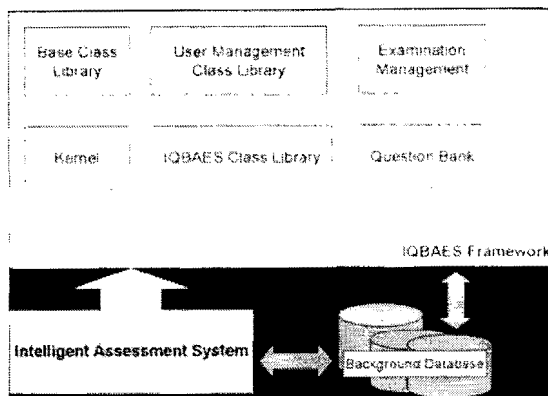 Base Class
Library
User Management
Class Library
Examination
Management
Kernel
IQBAES Class Library
Question Bank
IQBAES Framework
Intelligent Assessment System
Background Database